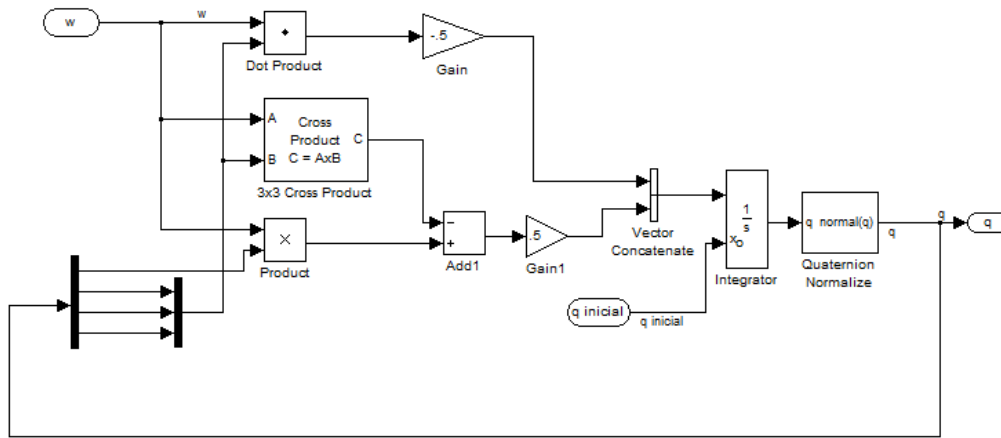 w
w
Dot Product
-.5
Gain
A
B
Cross
Product
C = AxB
C
3x3 Cross Product
Product
−
+
Add1
.5
Gain1
Vector
Concatenate
q inicial
q inicial
1
s
xo
Integrator
q normal(q)
Quaternion
Normalize
q
q
q